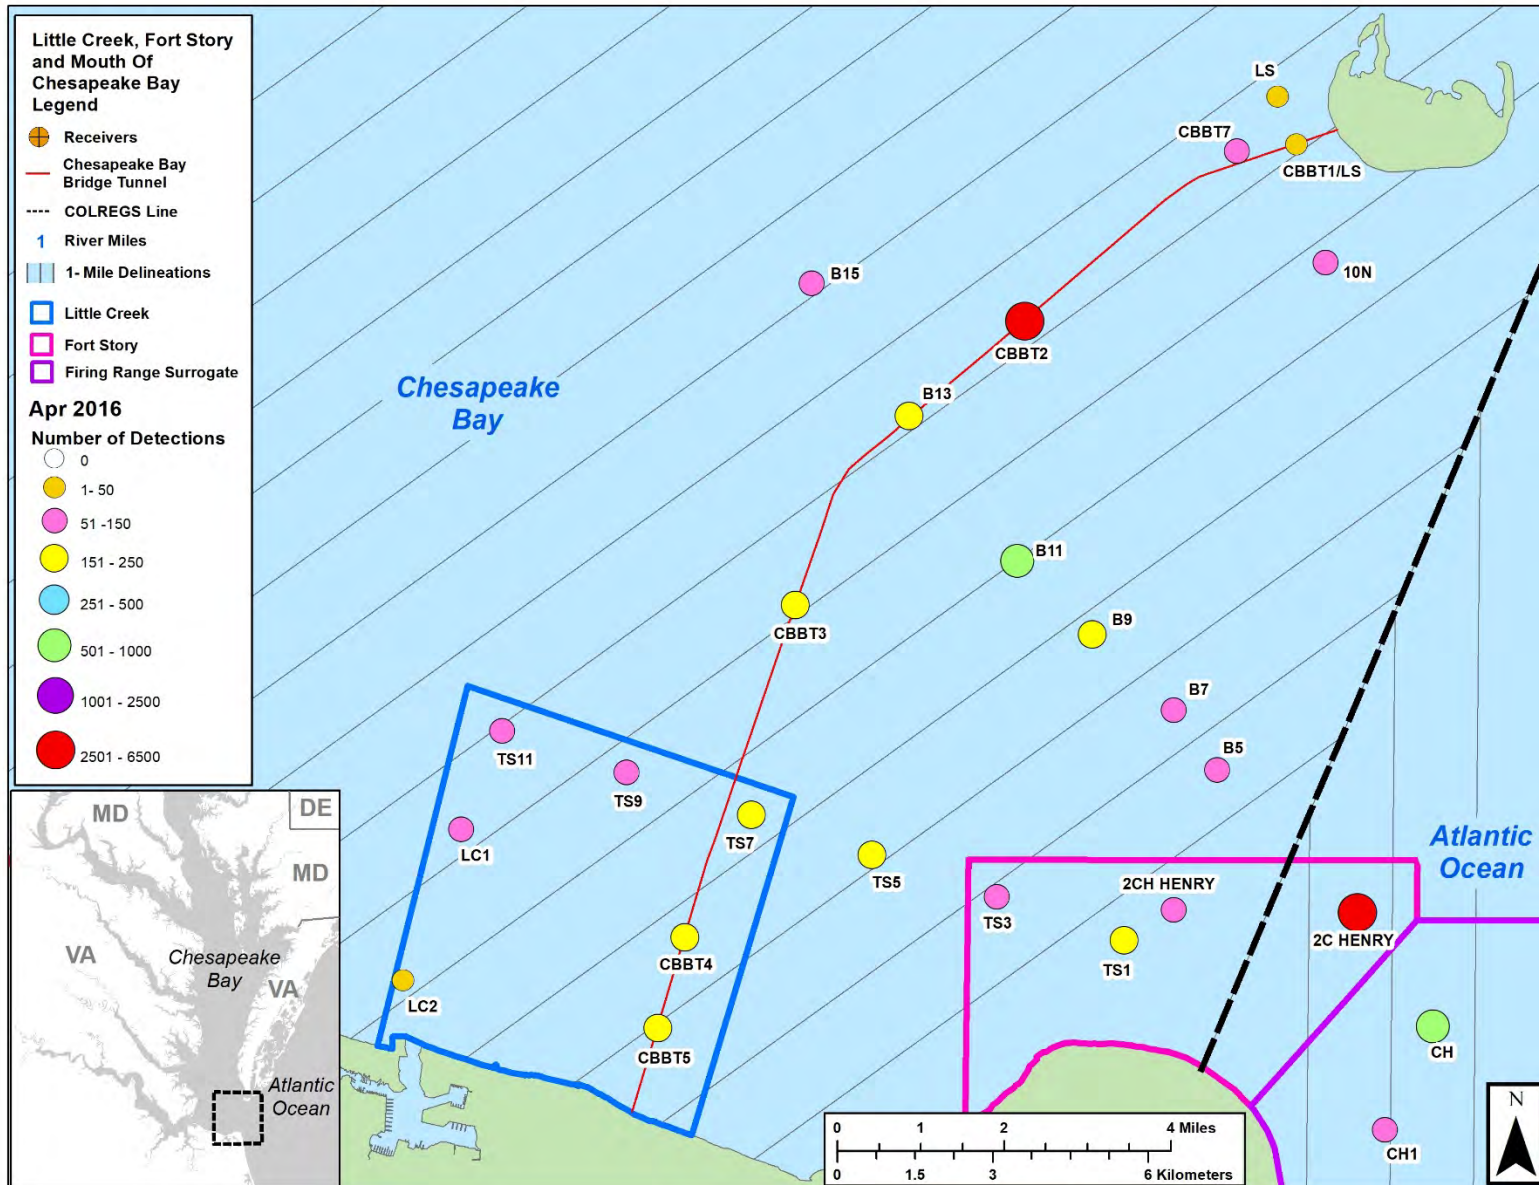 Little Creek, Fort Story
and Mouth Of
Chesapeake Bay
Legend
Receivers
Chesapeake Bay
Bridge Tunnel
COLREGS Line
1 River Miles
1- Mile Delineations
Little Creek
Fort Story
Firing Range Surrogate
Apr 2016
Number of Detections
0
1- 50
51 -150
151 - 250
251 - 500
501 - 1000
1001 - 2500
2501 - 6500
LS
CBBT7
CBBT1/LS
10N
B15
CBBT2
Chesapeake
Bay
B13
B11
CBBT3
B9
B7
B5
TS11
TS9
TS7
LC1
TS5
Atlantic
Ocean
2CH HENRY
TS3
2C HENRY
TS1
CBBT4
LC2
CBBT5
CH
CH1
MD
DE
MD
VA
Chesapeake
Bay
VA
Atlantic
Ocean
0 1 2 4 Miles
0 1.5 3 6 Kilometers
N